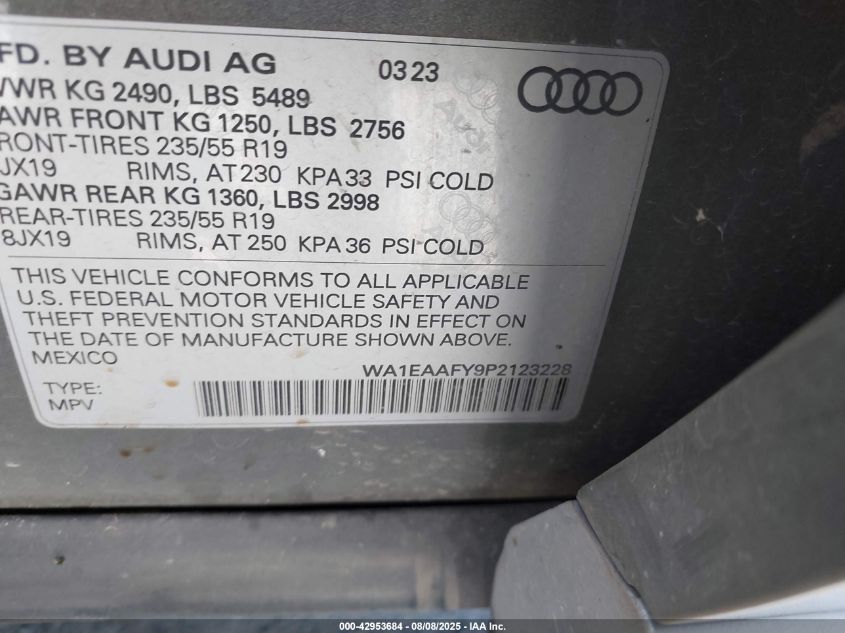 FD. BY AUDI AG 0323
VWR KG 2490, LBS 5489
AWR FRONT KG 1250, LBS 2756
RONT-TIRES 235/55 R19
JX19 RIMS, AT 230 KPA 33 PSI COLD
GAWR REAR KG 1360, LBS 2998
REAR-TIRES 235/55 R19
8JX19 RIMS, AT 250 KPA 36 PSI COLD
THIS VEHICLE CONFORMS TO ALL APPLICABLE
U.S. FEDERAL MOTOR VEHICLE SAFETY AND
THEFT PREVENTION STANDARDS IN EFFECT ON
THE DATE OF MANUFACTURE SHOWN ABOVE.
MEXICO
WA1EAAFY9P2123228
TYPE:
MPV
Audi
000-42953684 - 08/08/2025 - IAA Inc.